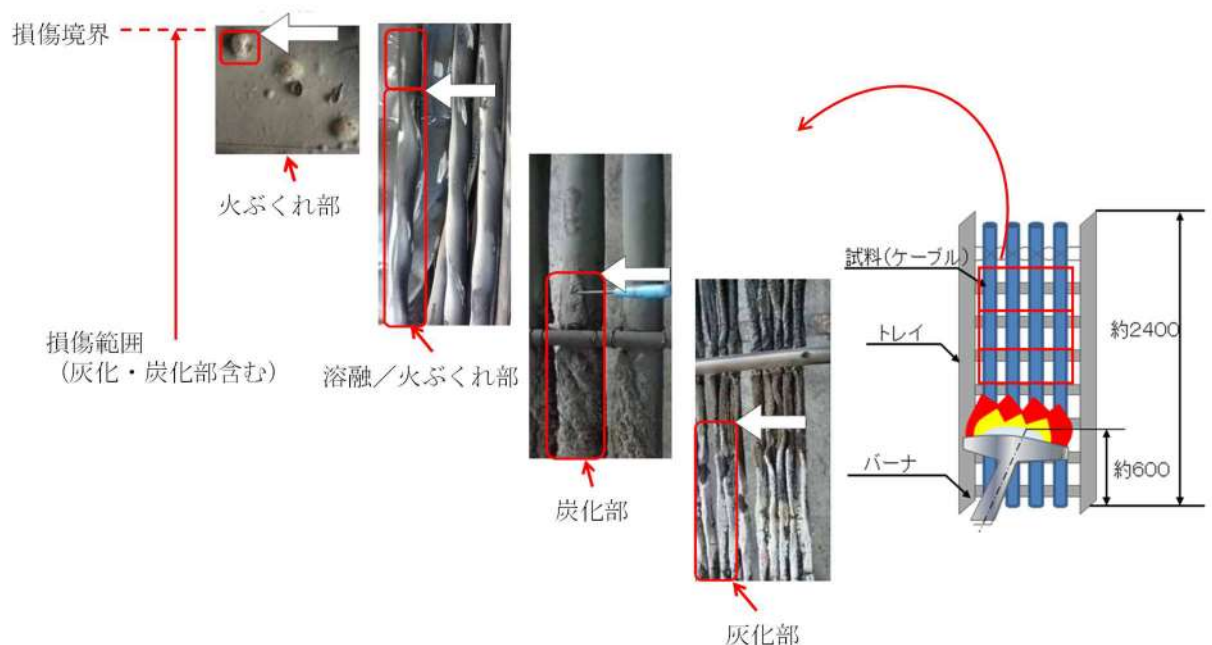 損傷境界
火ぶくれ部
損傷範囲
（灰化・炭化部含む）
溶融／火ぶくれ部
炭化部
灰化部
試料(ケーブル)
トレイ
約2400
バーナ
約600